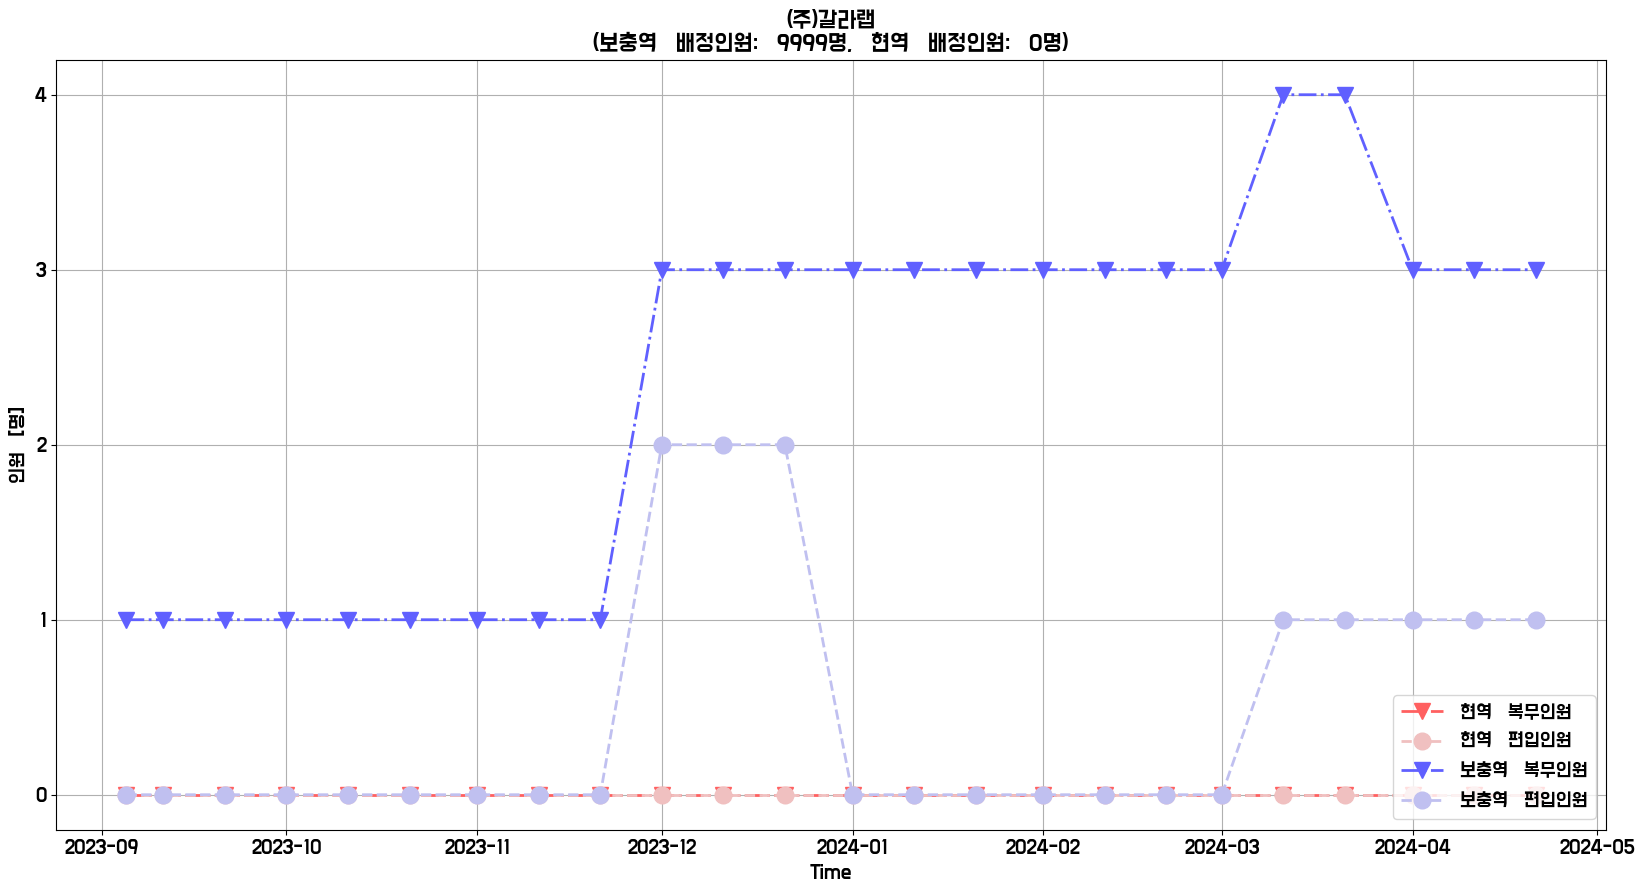 (주)갈라랩
(보충역 배정인원: 9999명, 현역 배정인원: 0명)
4
3
2
1
0
인원 [명]
2023-09
2023-10
2023-11
2023-12
2024-01
2024-02
2024-03
2024-04
2024-05
Time
현역 복무인원
현역 편입인원
보충역 복무인원
보충역 편입인원